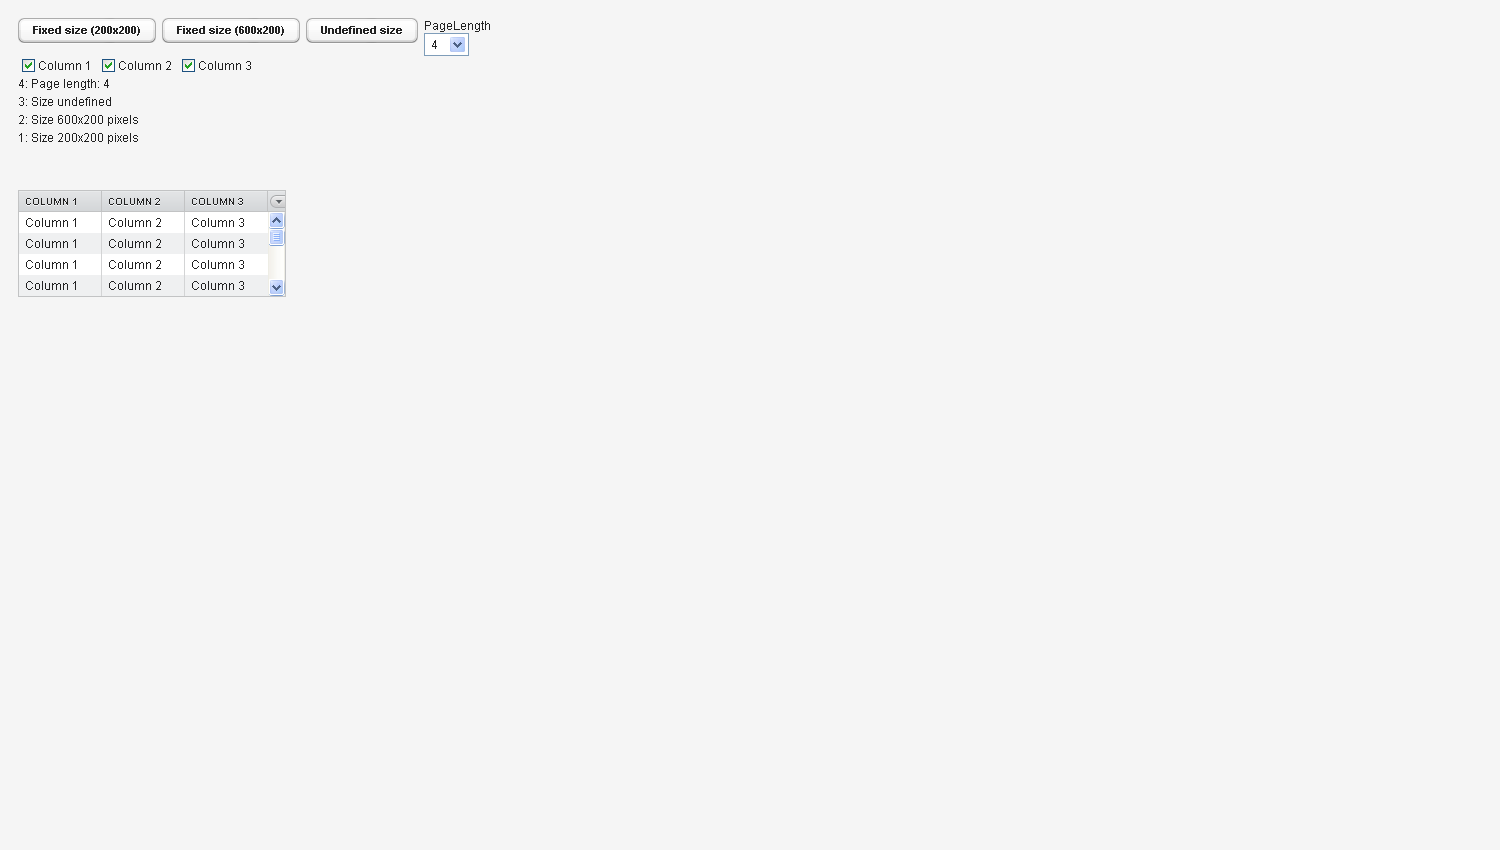 Fixed size (200x200) Fixed size (600x200) Undefined size PageLength
4
Column 1 Column 2 Column 3
4: Page length: 4
3: Size undefined
2: Size 600x200 pixels
1: Size 200x200 pixels
COLUMN 1 COLUMN 2 COLUMN 3
Column 1 Column 2 Column 3
Column 1 Column 2 Column 3
Column 1 Column 2 Column 3
Column 1 Column 2 Column 3